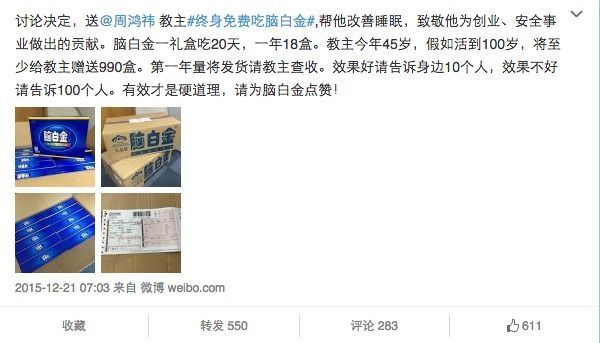 讨论决定，送@周鸿祎 教主#终身免费吃脑白金#,帮他改善睡眠，致敬他为创业、安全事
业做出的贡献。脑白金一礼盒吃20天，一年18盒。教主今年45岁，假如活到100岁，将至
少给教主赠送990盒。第一年量将发货请教主查收。效果好请告诉身边10个人，效果不好
请告诉100个人。有效才是硬道理，请为脑白金点赞！
脑白金
脑白金
2015-12-21 07:03 来自 微博 weibo.com
收藏
转发 550
评论 283
611